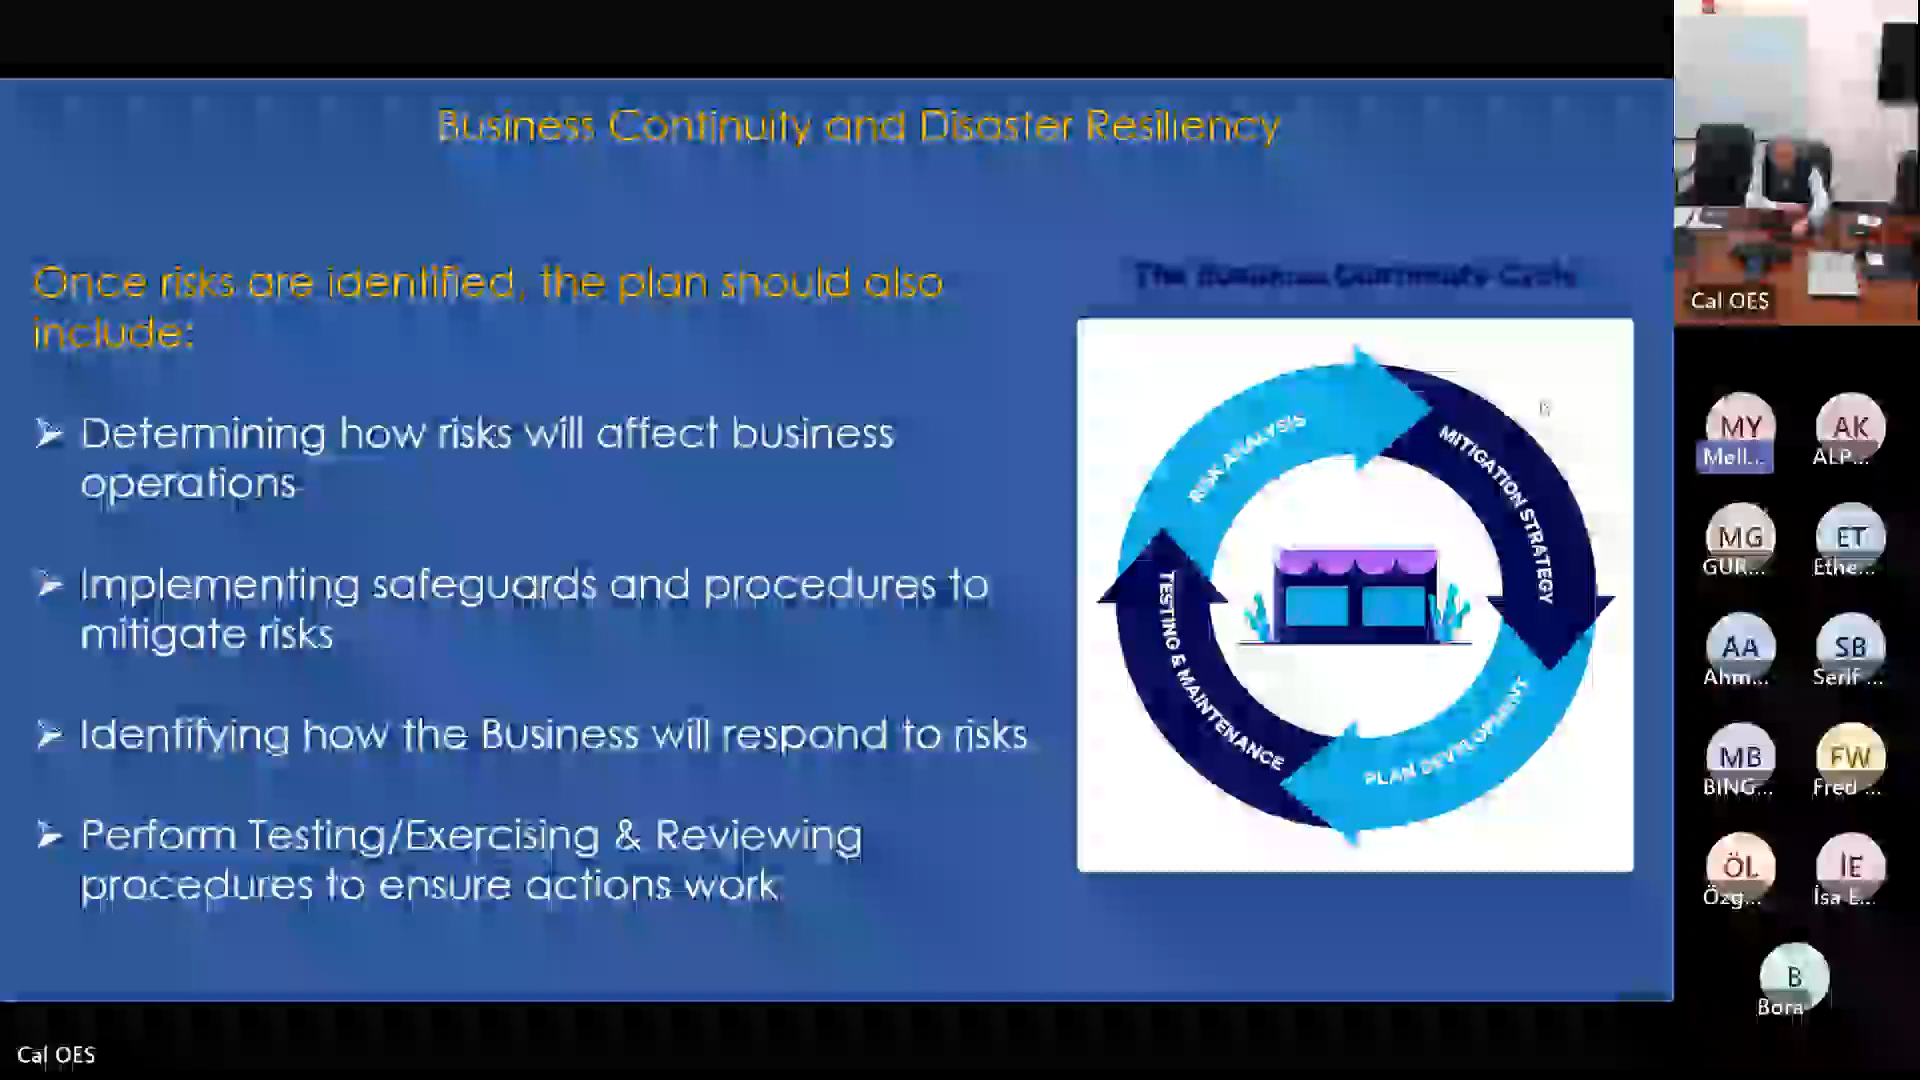 Business Continuity and Disaster Resiliency
Once risks are identified, the plan should also
include:
Determining how risks will affect business
operations
Implementing safeguards and procedures to
mitigate risks
Identifying how the Business will respond to risks
Perform Testing/Exercising & Reviewing
procedures to ensure actions work
The Business Continuity Cycle
RISK ANALYSIS
MITIGATION STRATEGY
PLAN DEVELOPMENT
TESTING & MAINTENANCE
Cal OES
MY
Mell...
AK
ALP...
MG
GUR...
ET
Ethe...
AA
Ahm...
SB
Serif ...
MB
BING...
FW
Fred ...
ÖL
Özg...
İE
İsa E...
B
Bora
Cal OES